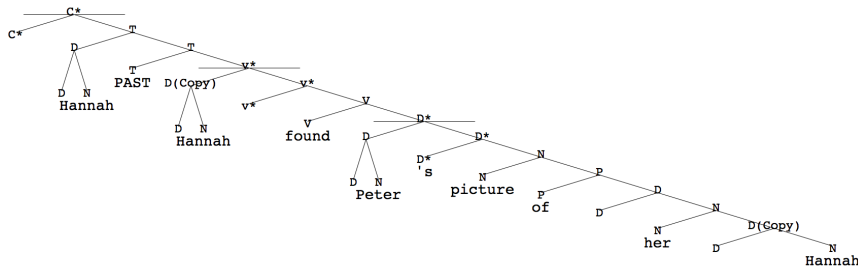 C*
C* T
D T
T v*
PAST D(Copy) v*
D N v* V
Hannah
D N V D*
Hannah found D D*
D* N
's
D N N P
Peter picture P D
of D N
N D(Copy)
her D N
Hannah